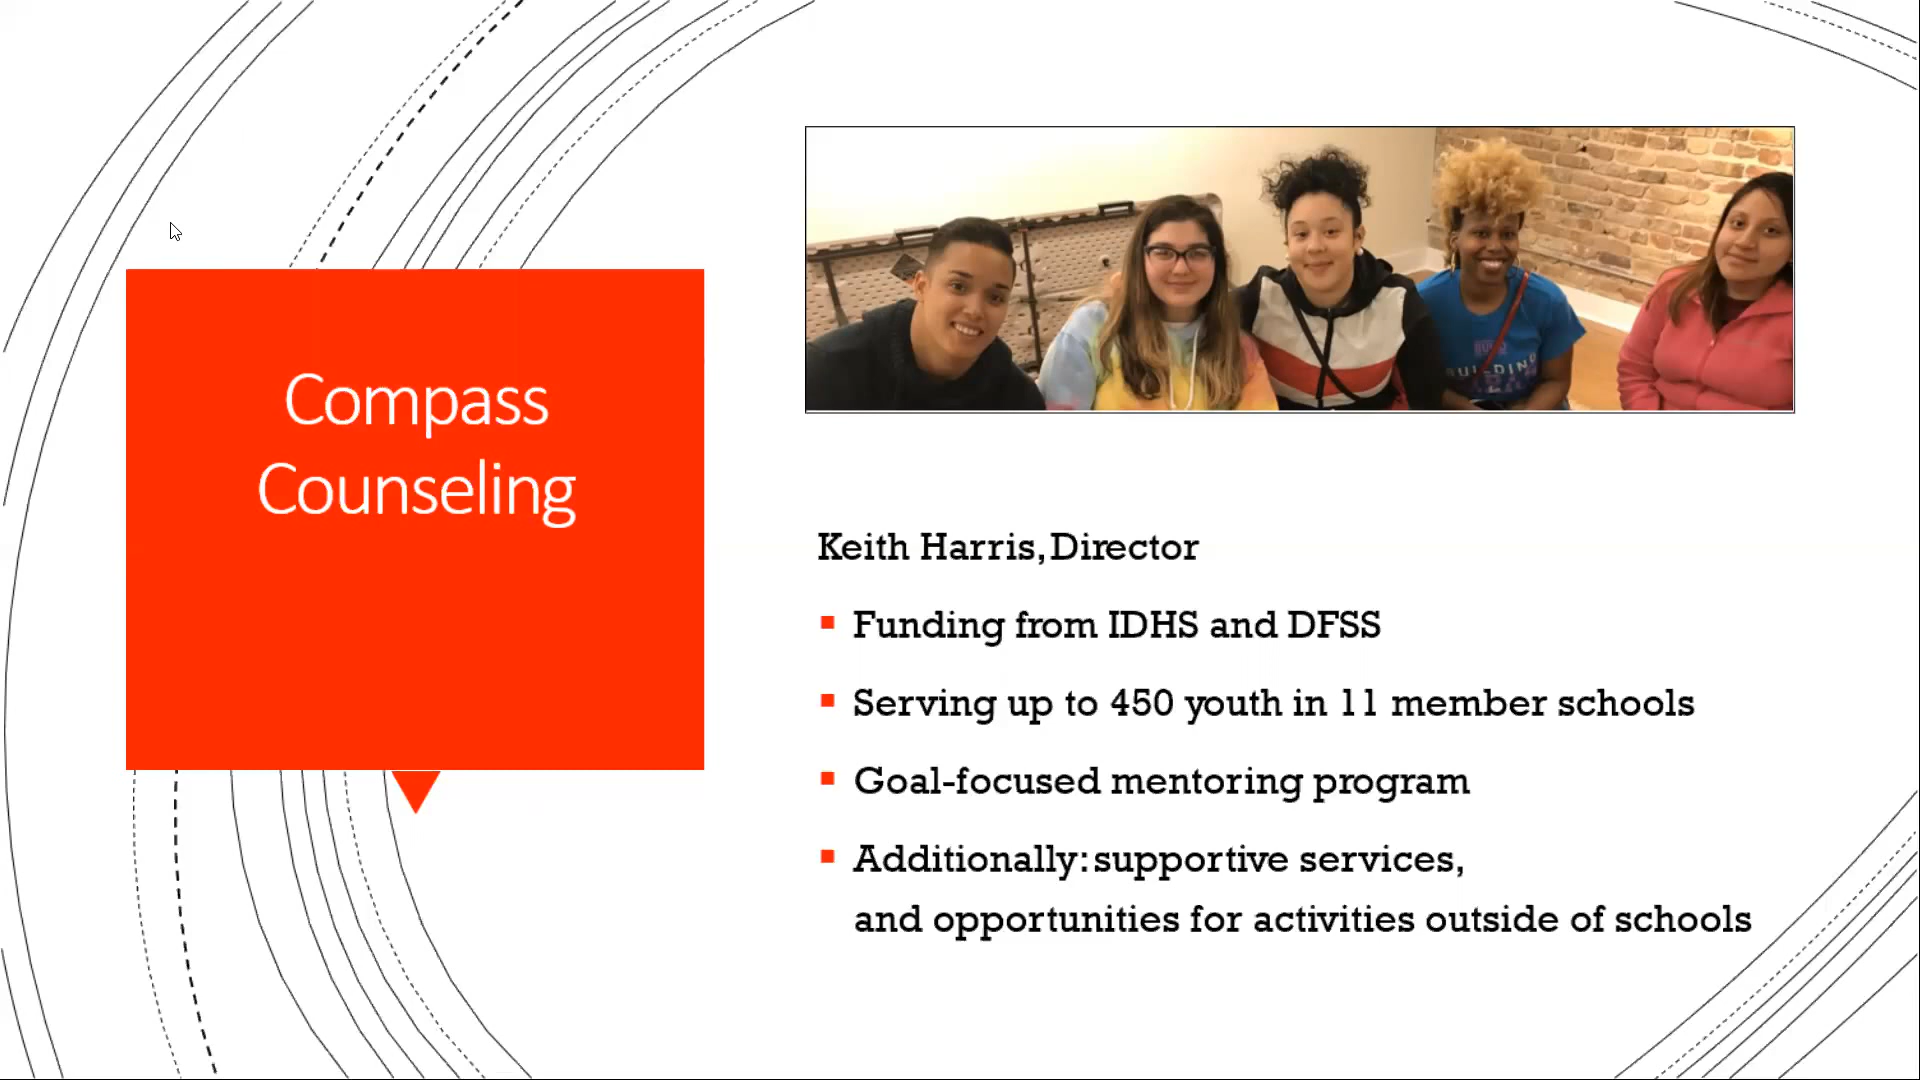 Compass
Counseling
BUILDING
Keith Harris, Director
Funding from IDHS and DFSS
Serving up to 450 youth in 11 member schools
Goal-focused mentoring program
Additionally: supportive services,
and opportunities for activities outside of schools